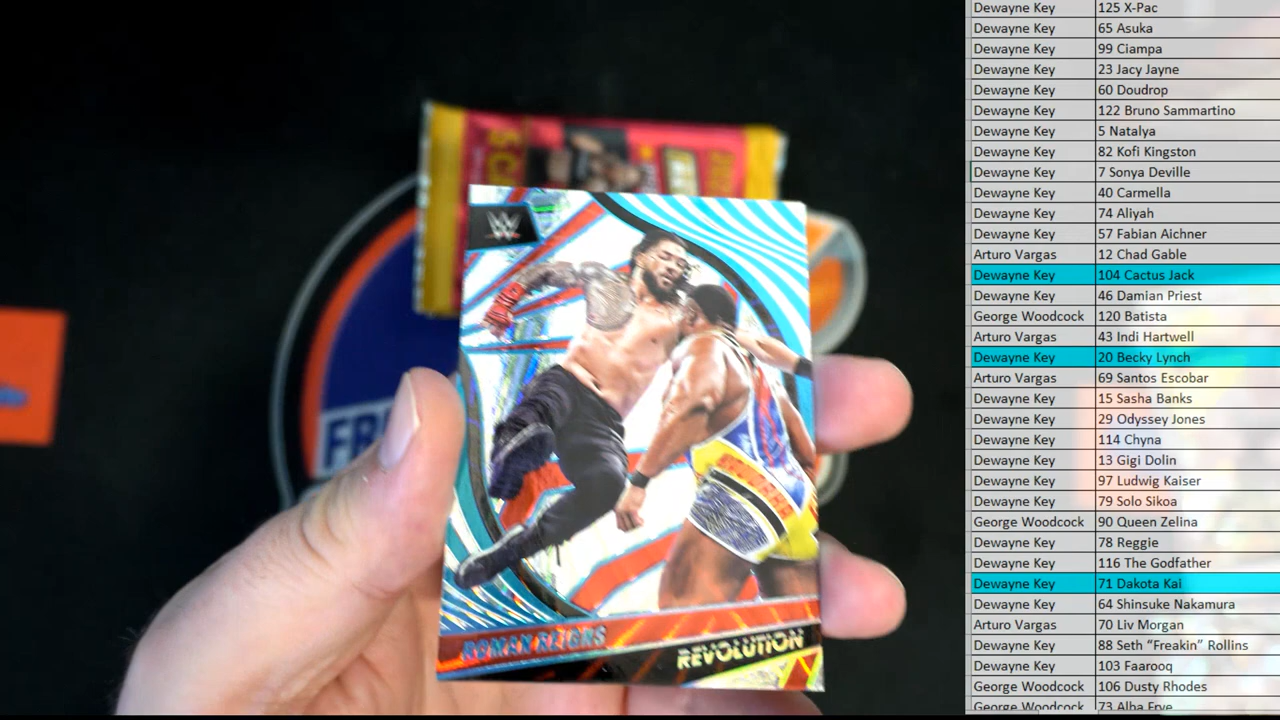 FR
W
ROMAN REIGNS
REVOLUTION
Dewayne Key 125 X-Pac
Dewayne Key 65 Asuka
Dewayne Key 99 Ciampa
Dewayne Key 23 Jacy Jayne
Dewayne Key 60 Doudrop
Dewayne Key 122 Bruno Sammartino
Dewayne Key 5 Natalya
Dewayne Key 82 Kofi Kingston
Dewayne Key 7 Sonya Deville
Dewayne Key 40 Carmella
Dewayne Key 74 Aliyah
Dewayne Key 57 Fabian Aichner
Arturo Vargas 12 Chad Gable
Dewayne Key 104 Cactus Jack
Dewayne Key 46 Damian Priest
George Woodcock 120 Batista
Arturo Vargas 43 Indi Hartwell
Dewayne Key 20 Becky Lynch
Arturo Vargas 69 Santos Escobar
Dewayne Key 15 Sasha Banks
Dewayne Key 29 Odyssey Jones
Dewayne Key 114 Chyna
Dewayne Key 13 Gigi Dolin
Dewayne Key 97 Ludwig Kaiser
Dewayne Key 79 Solo Sikoa
George Woodcock 90 Queen Zelina
Dewayne Key 78 Reggie
Dewayne Key 116 The Godfather
Dewayne Key 71 Dakota Kai
Dewayne Key 64 Shinsuke Nakamura
Arturo Vargas 70 Liv Morgan
Dewayne Key 88 Seth “Freakin” Rollins
Dewayne Key 103 Faarooq
George Woodcock 106 Dusty Rhodes
George Woodcock 73 Alba Fyre